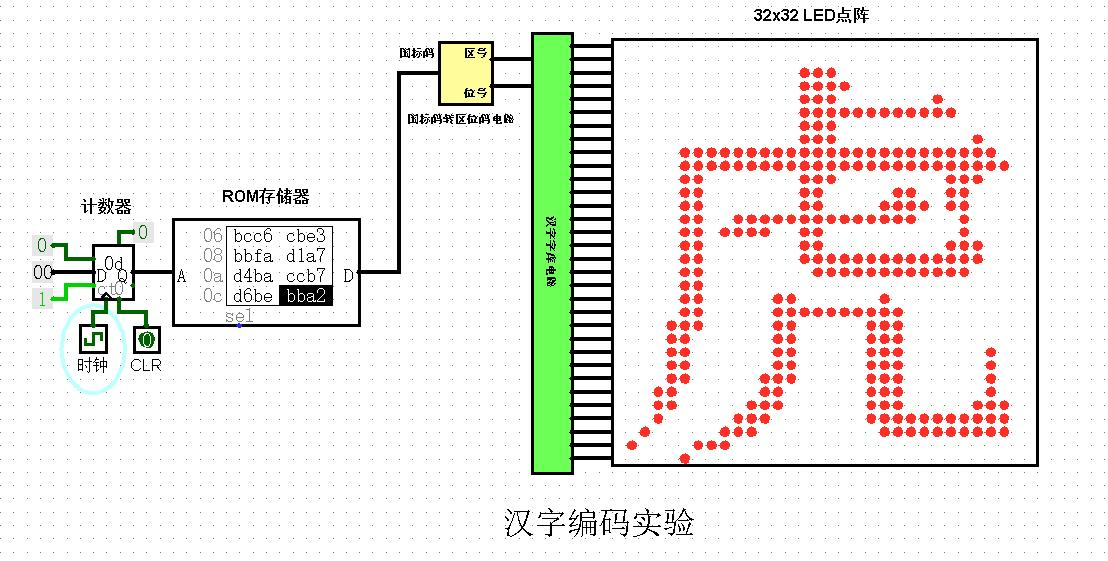 32x32 LED点阵
国标码 区号
位号
国标码转区位码电路
汉字字库电路
虎
ROM存储器
计数器
0
0
0d
00
D Q
1
ct0
A
06 bcc6 cbe3
08 bbfa d1a7
0a d4ba ccb7
0c d6be bba2
D
sel
0
时钟
CLR
汉字编码实验